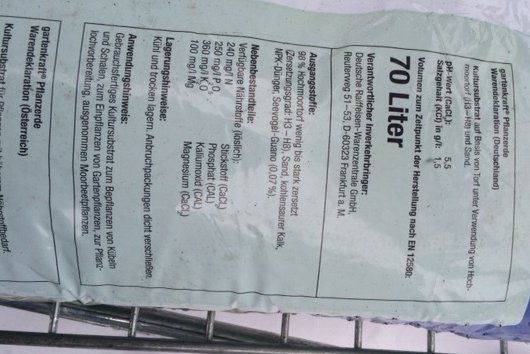 gartenkraft® Pflanzerde
Warendeklaration (Deutschland)
Kultursubstrat auf Basis von Torf unter Verwendung von Hoch-
moortorf (H3 – H8) und Sand.
pH-Wort (CaCl₂): 5,5
Salzgehalt (KCl) in g/l: 1,5
Volumen zum Zeitpunkt der Herstellung nach EN 12580:
70 Liter
Verantwortlicher Inverkehrbringer:
Deutsche Raiffeisen-Warenzentrale GmbH,
Reuterweg 51–53, D-60323 Frankfurt a. M.
Ausgangsstoffe:
98 % Hochmoortorf wenig bis stark zersetzt
(Zersetzungsgrad: H3 – H8), Sand, kohlensaurer Kalk,
NPK-Dünger, Seevogel-Guano (0,07 %).
Nebenbestandteile:
Verfügbare Nährstoffe (löslich):
240 mg/l N Stickstoff (CaCl₂)
250 mg/l P₂O₅ Phosphat (CAL)
360 mg/l K₂O Kaliumoxid (CAL)
100 mg/l Mg Magnesium (CaCl₂)
Lagerungshinweise:
Kühl und trocken lagern. Anbruchpackungen dicht verschließen.
Anwendungshinweis:
Gebrauchsfertiges Kultursubstrat zum Bepflanzen von Kübeln
und Schalen, zum Einpflanzen von Gartenpflanzen, zur Pflanz-
lochvorbereitung, ausgenommen Moorbeetpflanzen.
gartenkraft® Pflanzerde
Warendeklaration (Österreich)